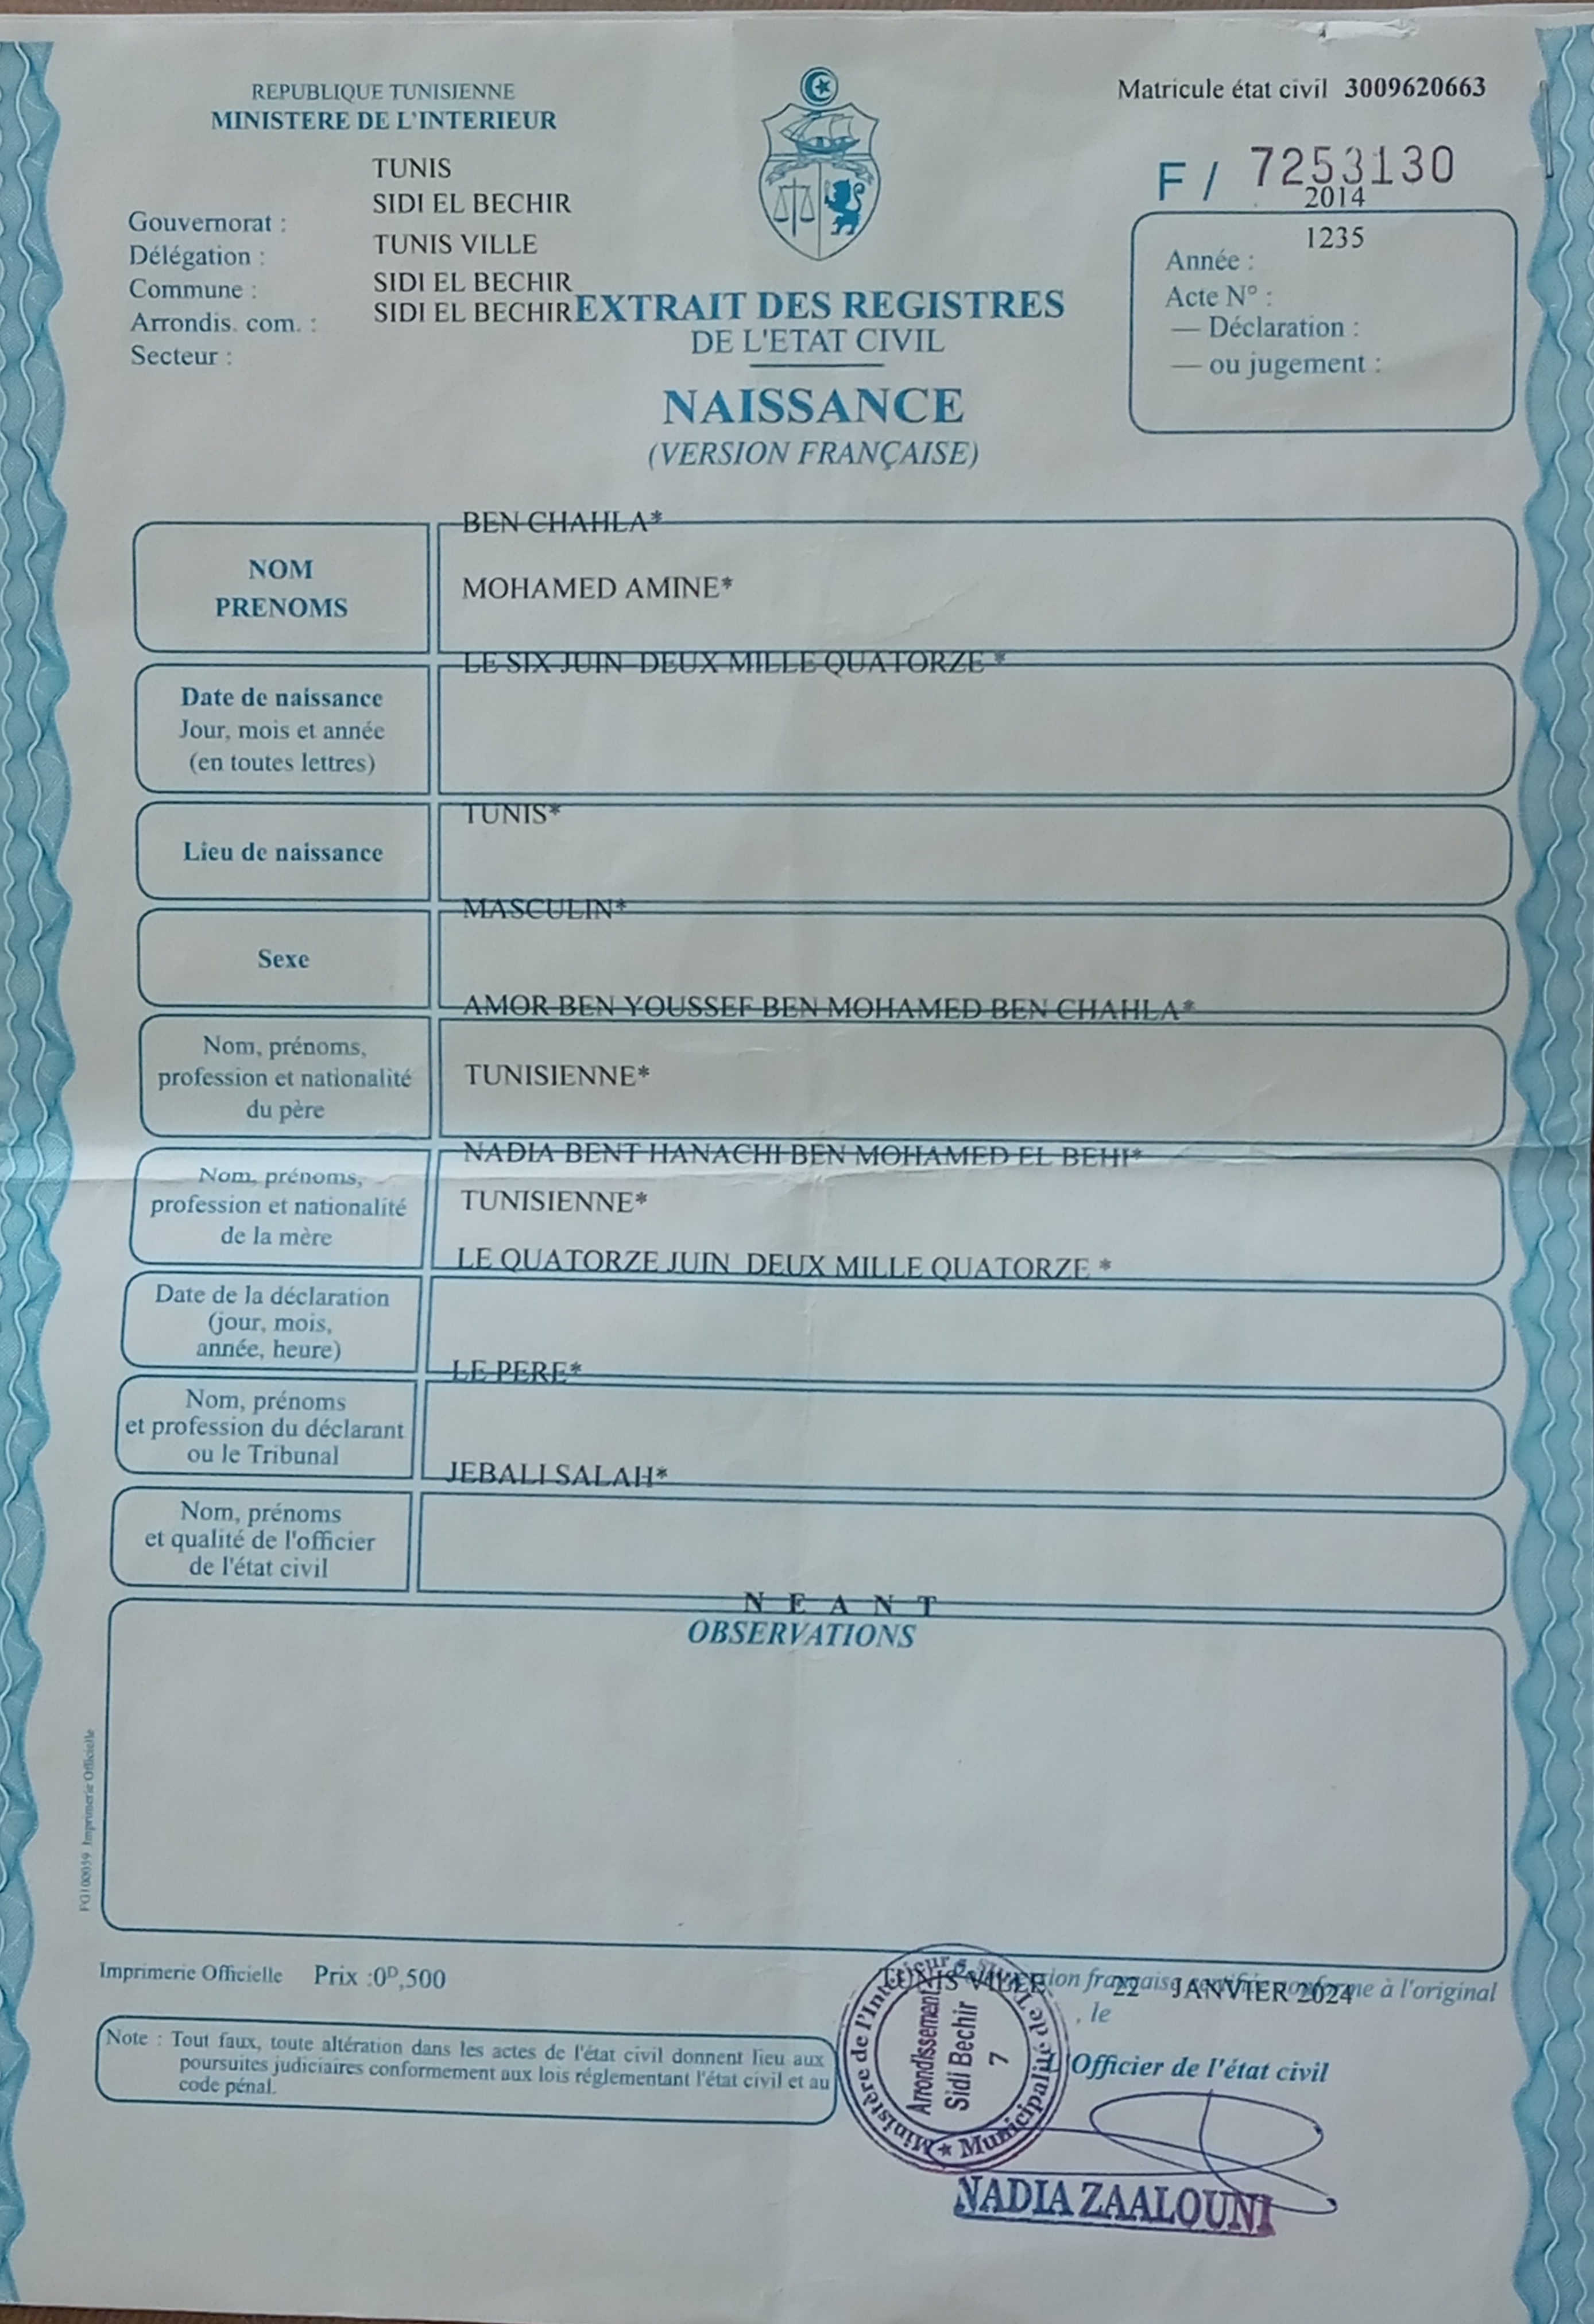 REPUBLIQUE TUNISIENNE
MINISTERE DE L'INTERIEUR
Matricule état civil 3009620663
F / 7253130
TUNIS
SIDI EL BECHIR
TUNIS VILLE
SIDI EL BECHIR
SIDI EL BECHIR
Gouvernorat :
Délégation :
Commune :
Arrondis. com. :
Secteur :
2014
1235
Année :
Acte N° :
— Déclaration :
— ou jugement :
EXTRAIT DES REGISTRES
DE L'ETAT CIVIL
NAISSANCE
(VERSION FRANÇAISE)
NOM
PRENOMS
BEN CHAHLA*
MOHAMED AMINE*
Date de naissance
Jour, mois et année
(en toutes lettres)
LE SIX JUIN DEUX MILLE QUATORZE *
Lieu de naissance
TUNIS*
Sexe
MASCULIN*
Nom, prénoms,
profession et nationalité
du père
AMOR BEN YOUSSEF BEN MOHAMED BEN CHAHLA*
TUNISIENNE*
Nom, prénoms,
profession et nationalité
de la mère
NADIA BENT HANACHI BEN MOHAMED EL BEHI*
TUNISIENNE*
Date de la déclaration
(jour, mois,
année, heure)
LE QUATORZE JUIN DEUX MILLE QUATORZE *
Nom, prénoms
et profession du déclarant
ou le Tribunal
LE PERE*
Nom, prénoms
et qualité de l'officier
de l'état civil
JEBALI SALAH*
N E A N T
OBSERVATIONS
FG100059 Imprimerie Officielle
Imprimerie Officielle Prix :0ᴰ,500
Note : Tout faux, toute altération dans les actes de l'état civil donnent lieu aux
poursuites judiciaires conformement aux lois réglementant l'état civil et au
code pénal.
française certifiée conforme à l'original
TUNIS VILLE , le 22 JANVIER 2024
L'Officier de l'état civil
Ministère de l'Intérieur
Municipalité de Tunis
Arrondissement
Sidi Bechir
7
NADIA ZAALOUNI